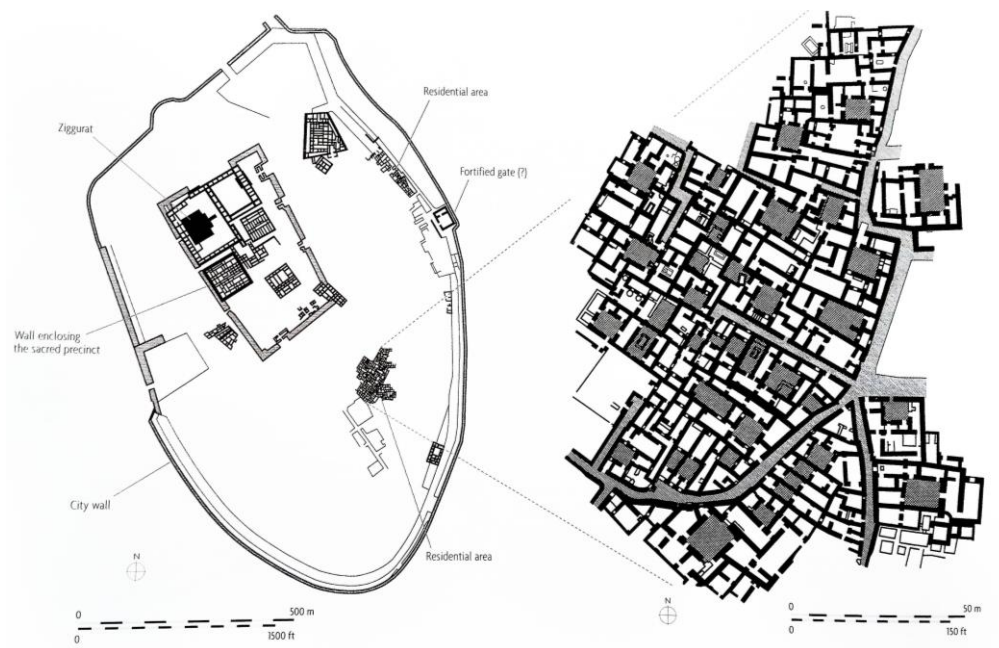 Residential area
Ziggurat
Fortified gate (?)
Wall enclosing
the sacred precinct
City wall
Residential area
N
0 500 m
0 1500 ft
N
0 50 m
0 150 ft